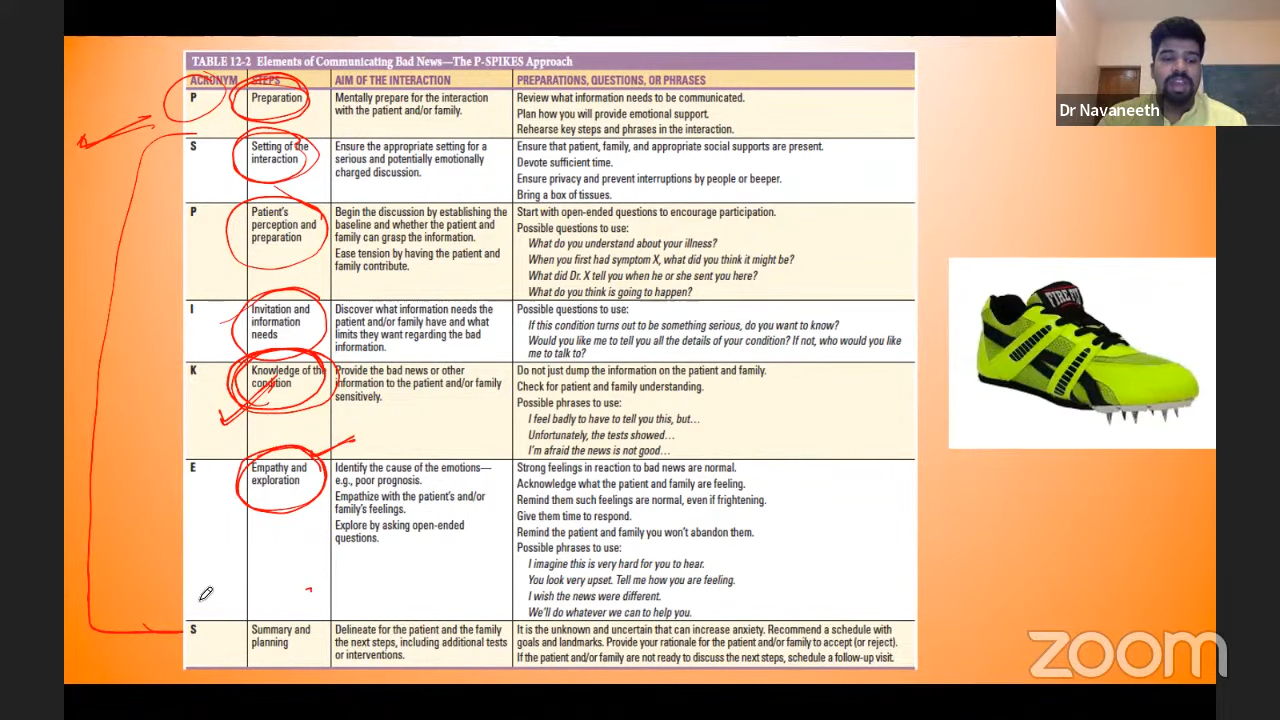 TABLE 12-2 Elements of Communicating Bad News—The P-SPIKES Approach
ACRONYM STEPS AIM OF THE INTERACTION PREPARATIONS, QUESTIONS, OR PHRASES
P
Preparation
Mentally prepare for the interaction
with the patient and/or family.
Review what information needs to be communicated.
Plan how you will provide emotional support.
Rehearse key steps and phrases in the interaction.
S
Setting of the
interaction
Ensure the appropriate setting for a
serious and potentially emotionally
charged discussion.
Ensure that patient, family, and appropriate social supports are present.
Devote sufficient time.
Ensure privacy and prevent interruptions by people or beeper.
Bring a box of tissues.
P
Patient's
perception and
preparation
Begin the discussion by establishing the
baseline and whether the patient and
family can grasp the information.
Ease tension by having the patient and
family contribute.
Start with open-ended questions to encourage participation.
Possible questions to use:
What do you understand about your illness?
When you first had symptom X, what did you think it might be?
What did Dr. X tell you when he or she sent you here?
What do you think is going to happen?
I
Invitation and
information
needs
Discover what information needs the
patient and/or family have and what
limits they want regarding the bad
information.
Possible questions to use:
If this condition turns out to be something serious, do you want to know?
Would you like me to tell you all the details of your condition? If not, who would you like
me to talk to?
K
Knowledge of the
condition
Provide the bad news or other
information to the patient and/or family
sensitively.
Do not just dump the information on the patient and family.
Check for patient and family understanding.
Possible phrases to use:
I feel badly to have to tell you this, but…
Unfortunately, the tests showed…
I'm afraid the news is not good…
E
Empathy and
exploration
Identify the cause of the emotions—
e.g., poor prognosis.
Empathize with the patient's and/or
family's feelings.
Explore by asking open-ended
questions.
Strong feelings in reaction to bad news are normal.
Acknowledge what the patient and family are feeling.
Remind them such feelings are normal, even if frightening.
Give them time to respond.
Remind the patient and family you won't abandon them.
Possible phrases to use:
I imagine this is very hard for you to hear.
You look very upset. Tell me how you are feeling.
I wish the news were different.
We'll do whatever we can to help you.
S
Summary and
planning
Delineate for the patient and the family
the next steps, including additional tests
or interventions.
It is the unknown and uncertain that can increase anxiety. Recommend a schedule with
goals and landmarks. Provide your rationale for the patient and/or family to accept (or reject).
If the patient and/or family are not ready to discuss the next steps, schedule a follow-up visit.
Dr Navaneeth
zoom